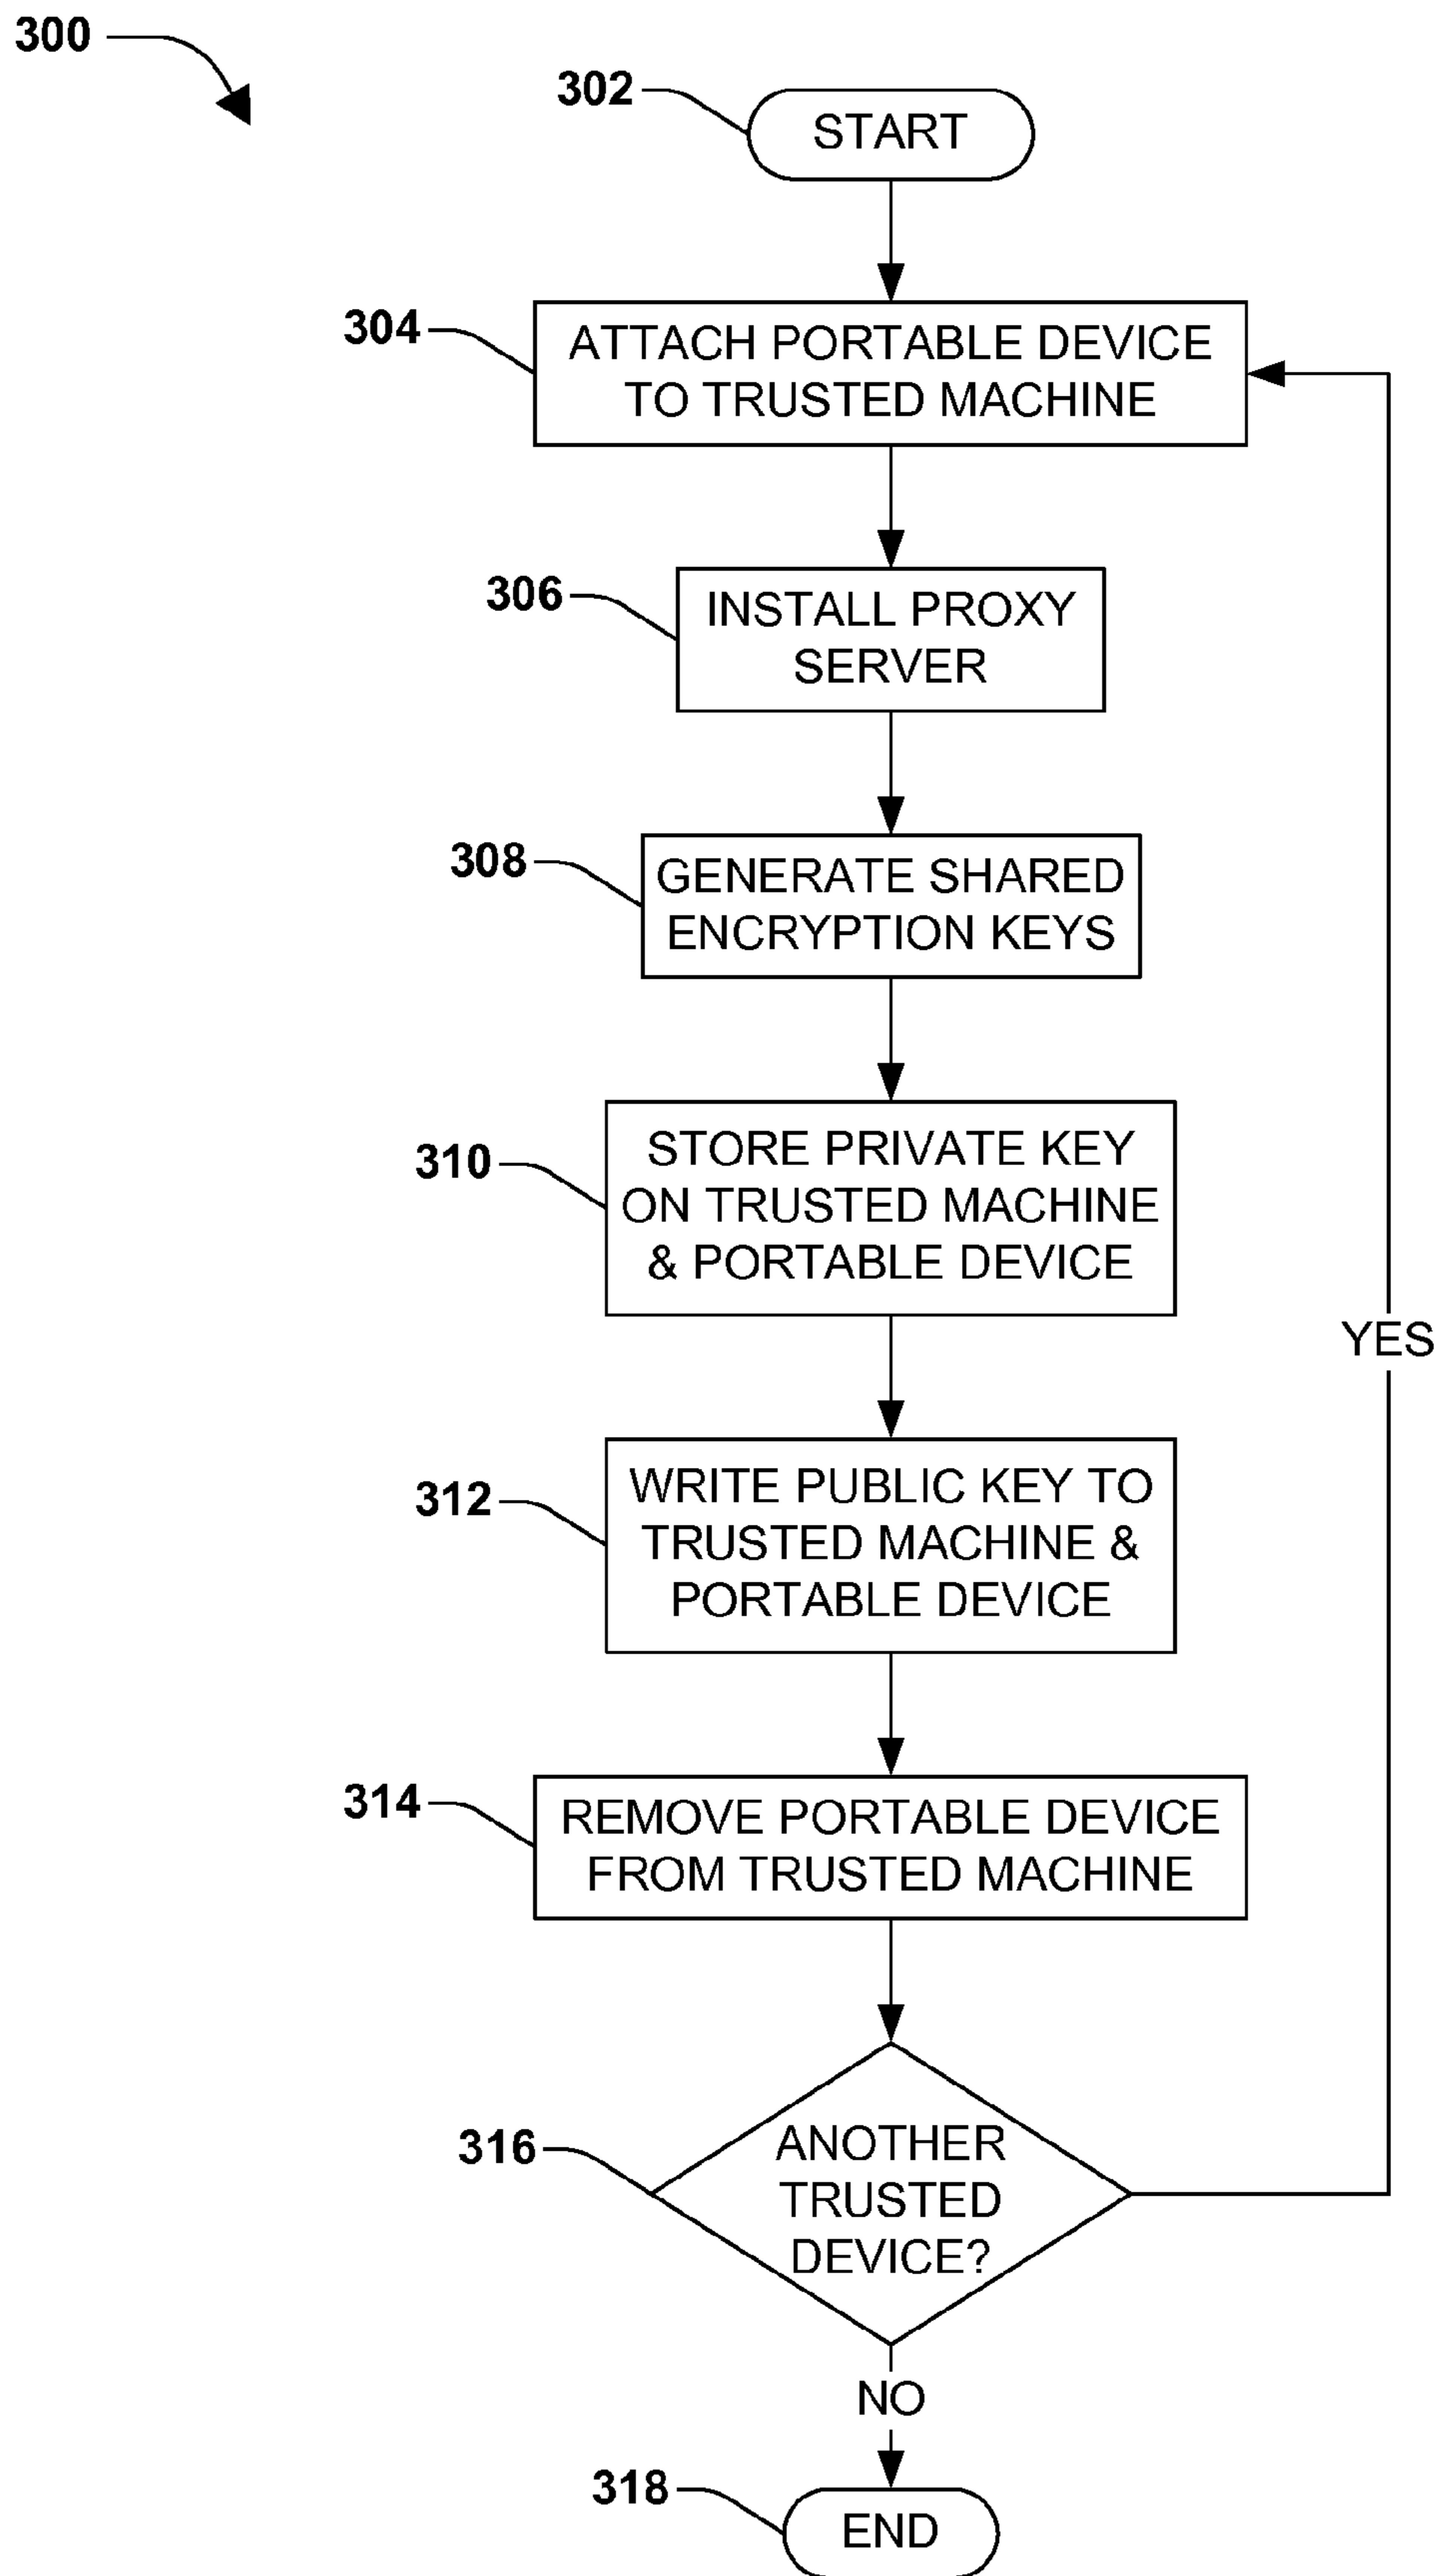 300
302
START
304
ATTACH PORTABLE DEVICE
TO TRUSTED MACHINE
306
INSTALL PROXY
SERVER
308
GENERATE SHARED
ENCRYPTION KEYS
310
STORE PRIVATE KEY
ON TRUSTED MACHINE
& PORTABLE DEVICE
YES
312
WRITE PUBLIC KEY TO
TRUSTED MACHINE &
PORTABLE DEVICE
314
REMOVE PORTABLE DEVICE
FROM TRUSTED MACHINE
316
ANOTHER
TRUSTED
DEVICE?
NO
318
END